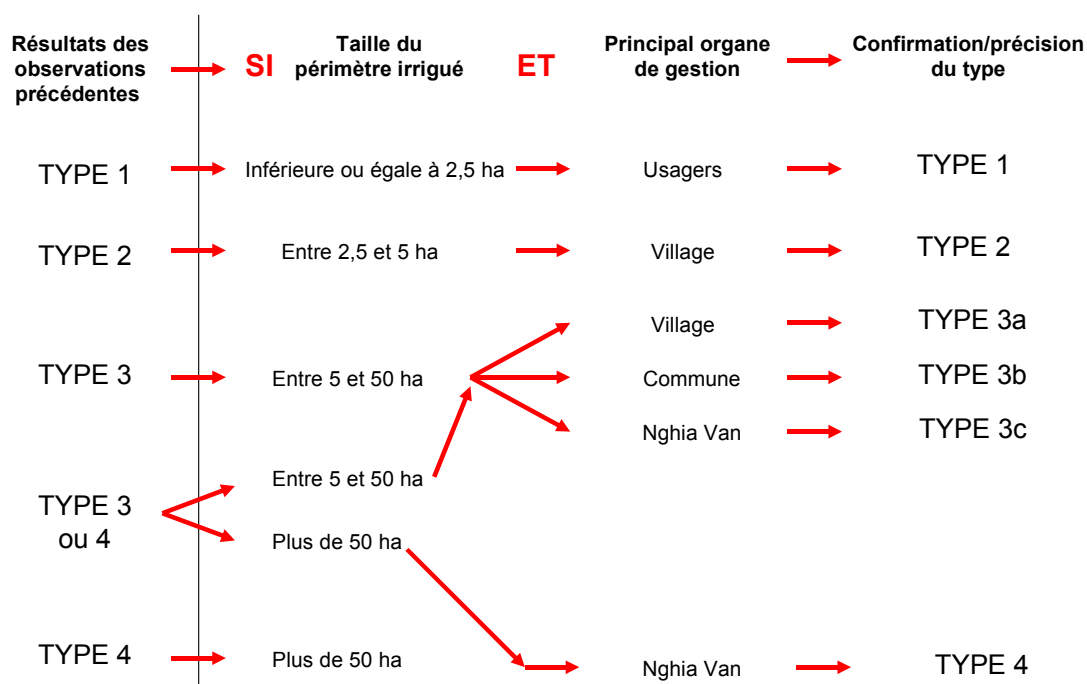 Résultats des
observations
précédentes
SI
Taille du
périmètre irrigué
ET
Principal organe
de gestion
Confirmation/précision
du type
TYPE 1
Inférieure ou égale à 2,5 ha
Usagers
TYPE 1
TYPE 2
Entre 2,5 et 5 ha
Village
TYPE 2
Village
TYPE 3a
TYPE 3
Entre 5 et 50 ha
Commune
TYPE 3b
Nghia Van
TYPE 3c
Entre 5 et 50 ha
TYPE 3
ou 4
Plus de 50 ha
TYPE 4
Plus de 50 ha
Nghia Van
TYPE 4